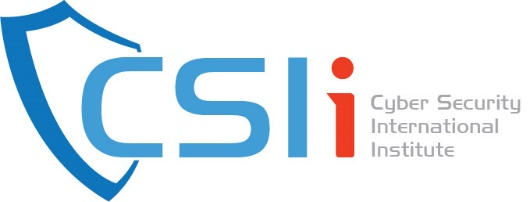 CSIi
Cyber Security
International
Institute